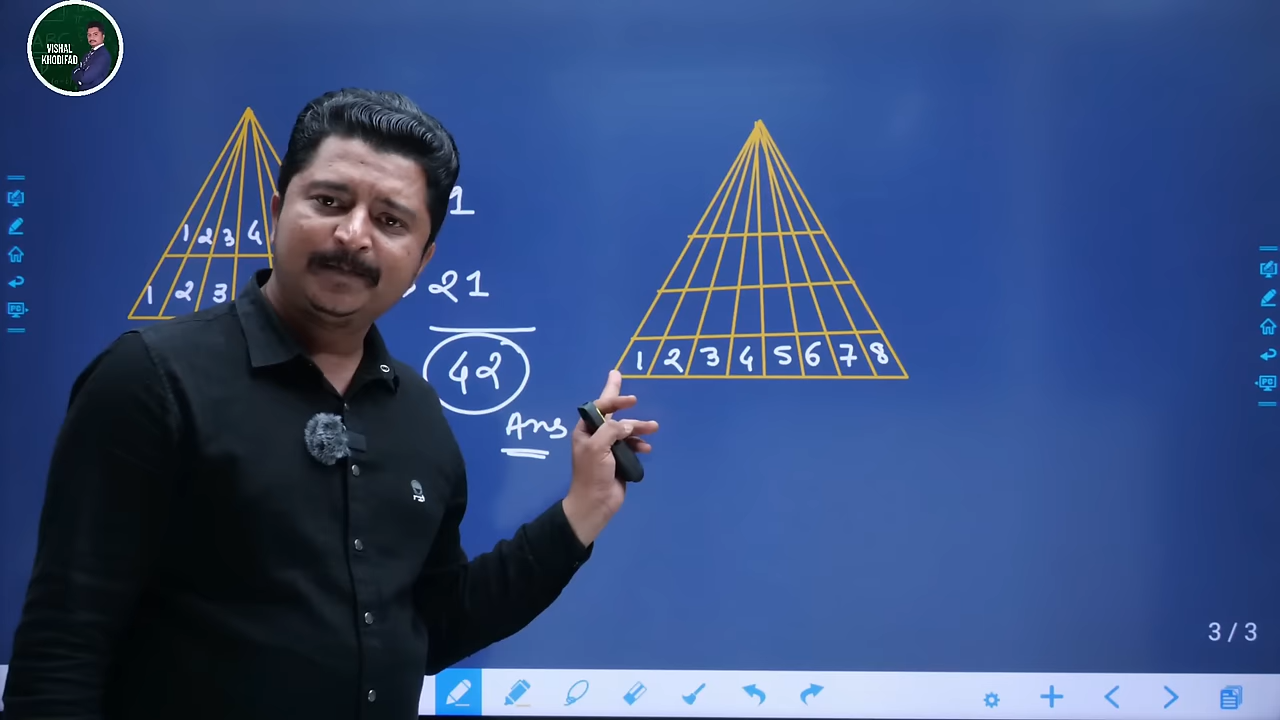 VISHAL
KHODIFAD
1 2 3 4
1 2 3
1
21
42
Ans
1 2 3 4 5 6 7 8
3 / 3